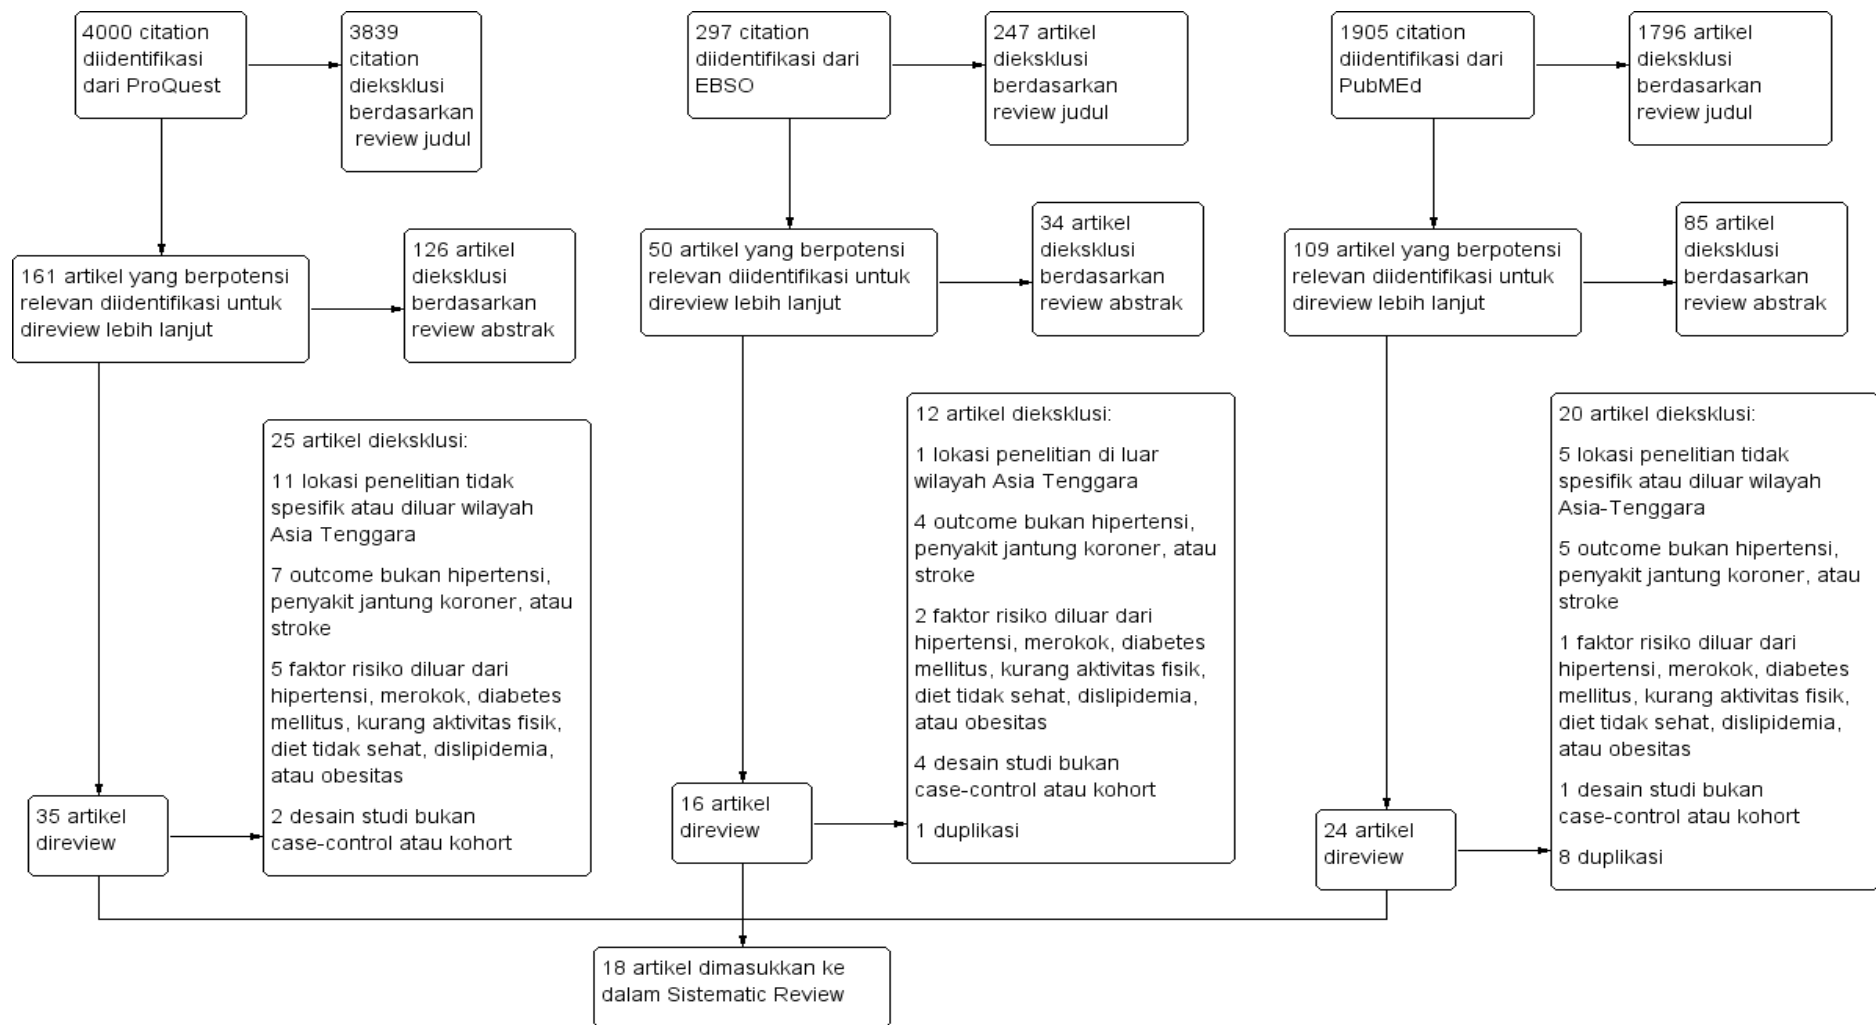 4000 citation
diidentifikasi
dari ProQuest
3839
citation
dieksklusi
berdasarkan
review judul
297 citation
diidentifikasi dari
EBSO
247 artikel
dieksklusi
berdasarkan
review judul
1905 citation
diidentifikasi dari
PubMEd
1796 artikel
dieksklusi
berdasarkan
review judul
161 artikel yang berpotensi
relevan diidentifikasi untuk
direview lebih lanjut
126 artikel
dieksklusi
berdasarkan
review abstrak
50 artikel yang berpotensi
relevan diidentifikasi untuk
direview lebih lanjut
34 artikel
dieksklusi
berdasarkan
review abstrak
109 artikel yang berpotensi
relevan diidentifikasi untuk
direview lebih lanjut
85 artikel
dieksklusi
berdasarkan
review abstrak
35 artikel
direview
25 artikel dieksklusi:
11 lokasi penelitian tidak
spesifik atau diluar wilayah
Asia Tenggara
7 outcome bukan hipertensi,
penyakit jantung koroner, atau
stroke
5 faktor risiko diluar dari
hipertensi, merokok, diabetes
mellitus, kurang aktivitas fisik,
diet tidak sehat, dislipidemia,
atau obesitas
2 desain studi bukan
case-control atau kohort
16 artikel
direview
12 artikel dieksklusi:
1 lokasi penelitian di luar
wilayah Asia Tenggara
4 outcome bukan hipertensi,
penyakit jantung koroner, atau
stroke
2 faktor risiko diluar dari
hipertensi, merokok, diabetes
mellitus, kurang aktivitas fisik,
diet tidak sehat, dislipidemia,
atau obesitas
4 desain studi bukan
case-control atau kohort
1 duplikasi
24 artikel
direview
20 artikel dieksklusi:
5 lokasi penelitian tidak
spesifik atau diluar wilayah
Asia-Tenggara
5 outcome bukan hipertensi,
penyakit jantung koroner, atau
stroke
1 faktor risiko diluar dari
hipertensi, merokok, diabetes
mellitus, kurang aktivitas fisik,
diet tidak sehat, dislipidemia,
atau obesitas
1 desain studi bukan
case-control atau kohort
8 duplikasi
18 artikel dimasukkan ke
dalam Sistematic Review